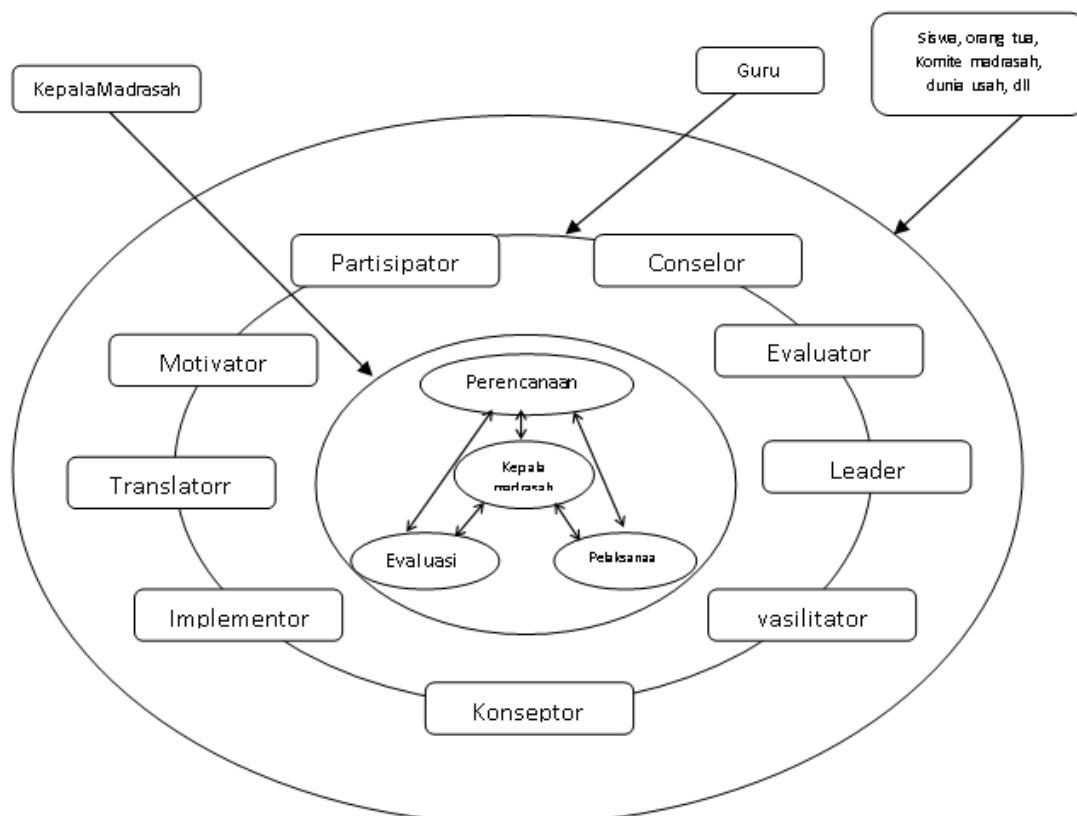 Siswa, orang tua,
Komite madrasah,
dunia usah, dll
Guru
KepalaMadrasah
Partisipator
Conselor
Motivator
Evaluator
Perencanaan
Kepala
madrasah
Translatorr
Leader
Evaluasi
Pelaksanaa
Implementor
vasilitator
Konseptor